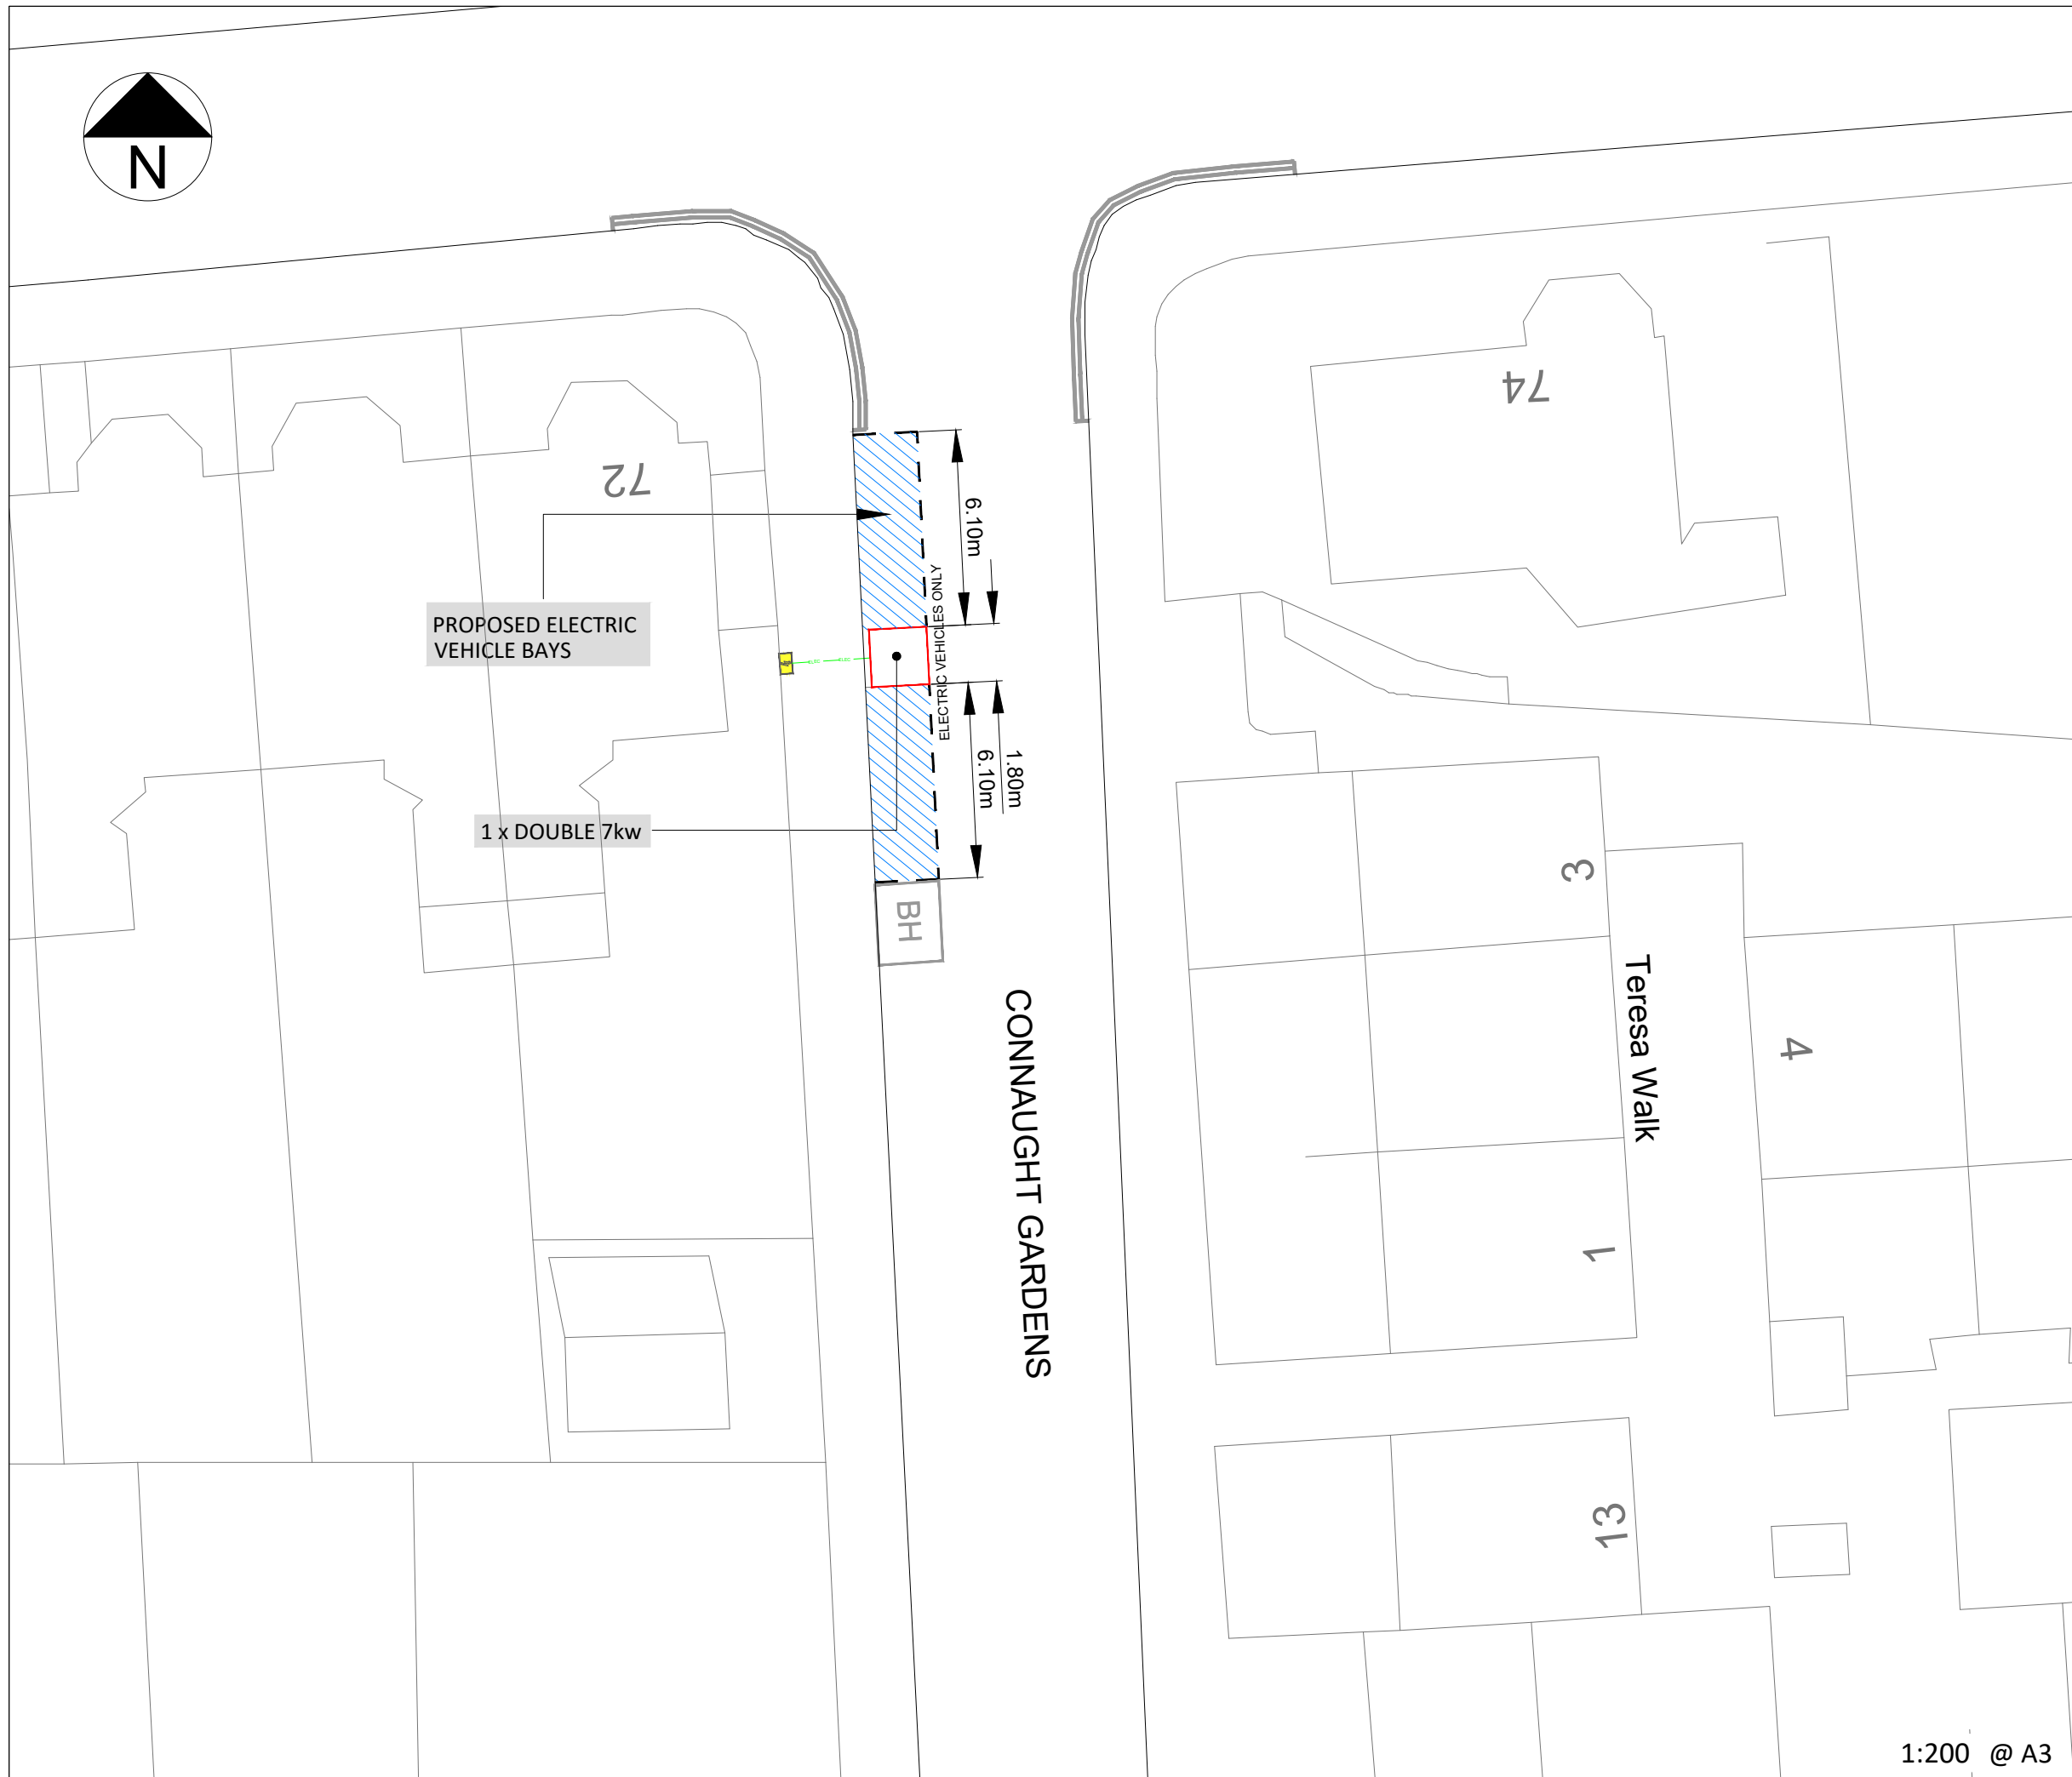 N
74
72
6.10m
PROPOSED ELECTRIC
VEHICLE BAYS
ELECTRIC VEHICLES ONLY
1.80m
6.10m
1 x DOUBLE 7kw
BH
3
CONNAUGHT GARDENS
Teresa Walk
4
1
13
1:200 @ A3